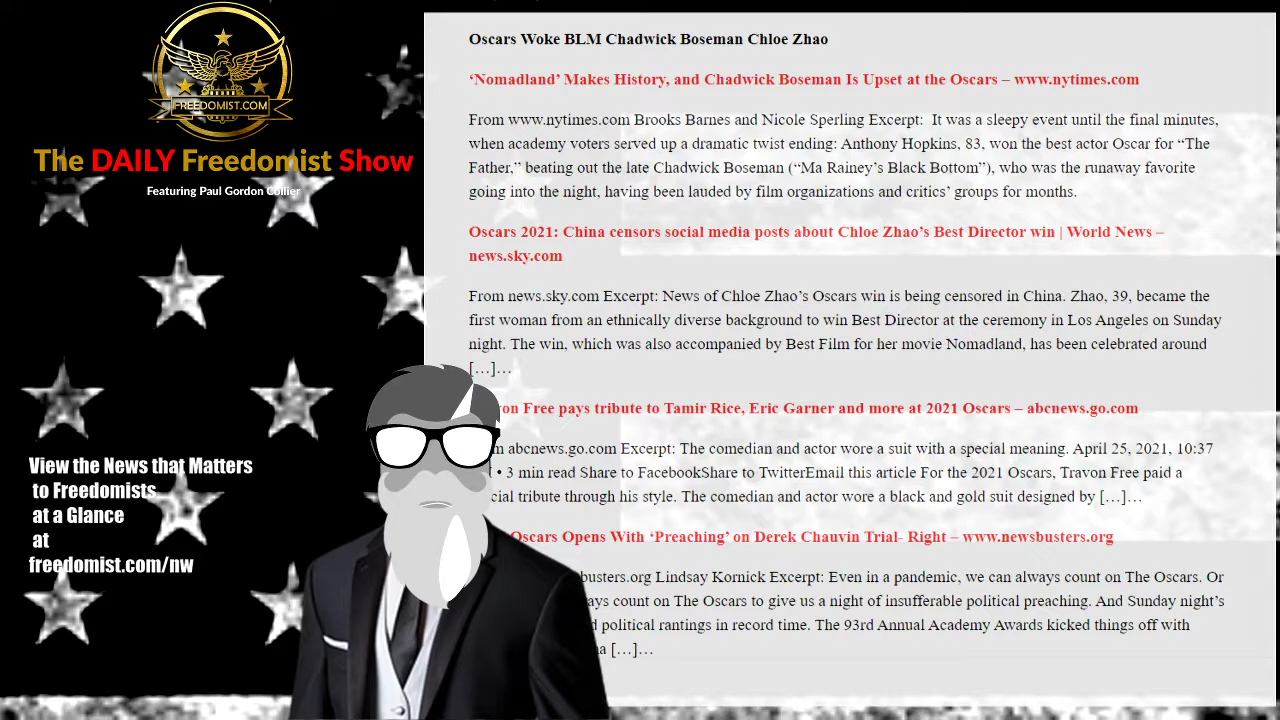 FREEDOMIST.COM
The DAILY Freedomist Show
Featuring Paul Gordon Collier
View the News that Matters
to Freedomists
at a Glance
at
freedomist.com/nw
Oscars Woke BLM Chadwick Boseman Chloe Zhao
‘Nomadland’ Makes History, and Chadwick Boseman Is Upset at the Oscars – www.nytimes.com
From www.nytimes.com Brooks Barnes and Nicole Sperling Excerpt:  It was a sleepy event until the final minutes,
when academy voters served up a dramatic twist ending: Anthony Hopkins, 83, won the best actor Oscar for “The
Father,” beating out the late Chadwick Boseman (“Ma Rainey’s Black Bottom”), who was the runaway favorite
going into the night, having been lauded by film organizations and critics’ groups for months.
Oscars 2021: China censors social media posts about Chloe Zhao’s Best Director win | World News –
news.sky.com
From news.sky.com Excerpt: News of Chloe Zhao’s Oscars win is being censored in China. Zhao, 39, became the
first woman from an ethnically diverse background to win Best Director at the ceremony in Los Angeles on Sunday
night. The win, which was also accompanied by Best Film for her movie Nomadland, has been celebrated around
[…]…
Free pays tribute to Tamir Rice, Eric Garner and more at 2021 Oscars – abcnews.go.com
abcnews.go.com Excerpt: The comedian and actor wore a suit with a special meaning. April 25, 2021, 10:37
• 3 min read Share to FacebookShare to TwitterEmail this article For the 2021 Oscars, Travon Free paid a
tribute through his style. The comedian and actor wore a black and gold suit designed by […]…
Oscars Opens With ‘Preaching’ on Derek Chauvin Trial- Right – www.newsbusters.org
Lindsay Kornick Excerpt: Even in a pandemic, we can always count on The Oscars. Or
count on The Oscars to give us a night of insufferable political preaching. And Sunday night’s
political rantings in record time. The 93rd Annual Academy Awards kicked things off with
[…]…